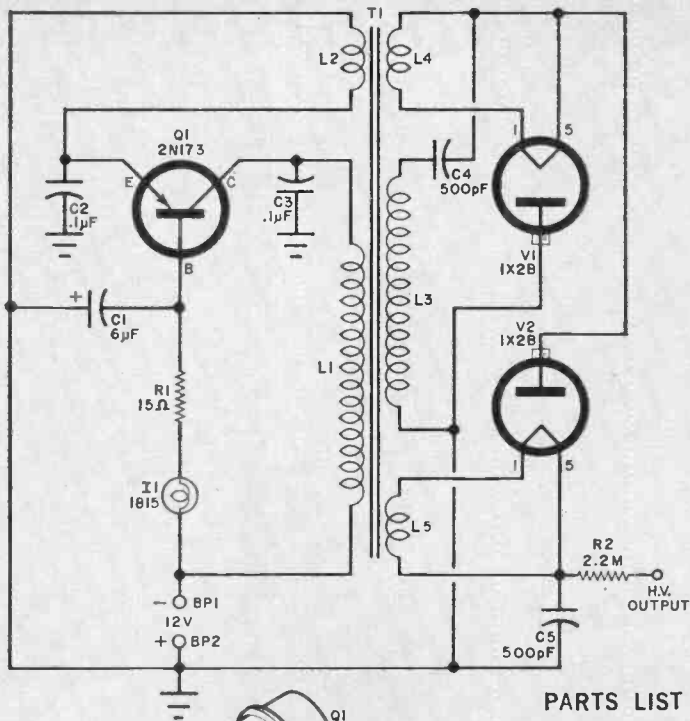 T1
L2
L4
Q1
2N173
1
5
E
C
C4
500pF
C2
.1µF
C3
.1µF
B
V1
1X2B
L3
+
C1
6µF
V2
1X2B
L1
R1
15Ω
1
5
I1
1815
L5
R2
2.2M
H.V.
OUTPUT
- BP1
12V
+ BP2
C5
500pF
Q1
PARTS LIST